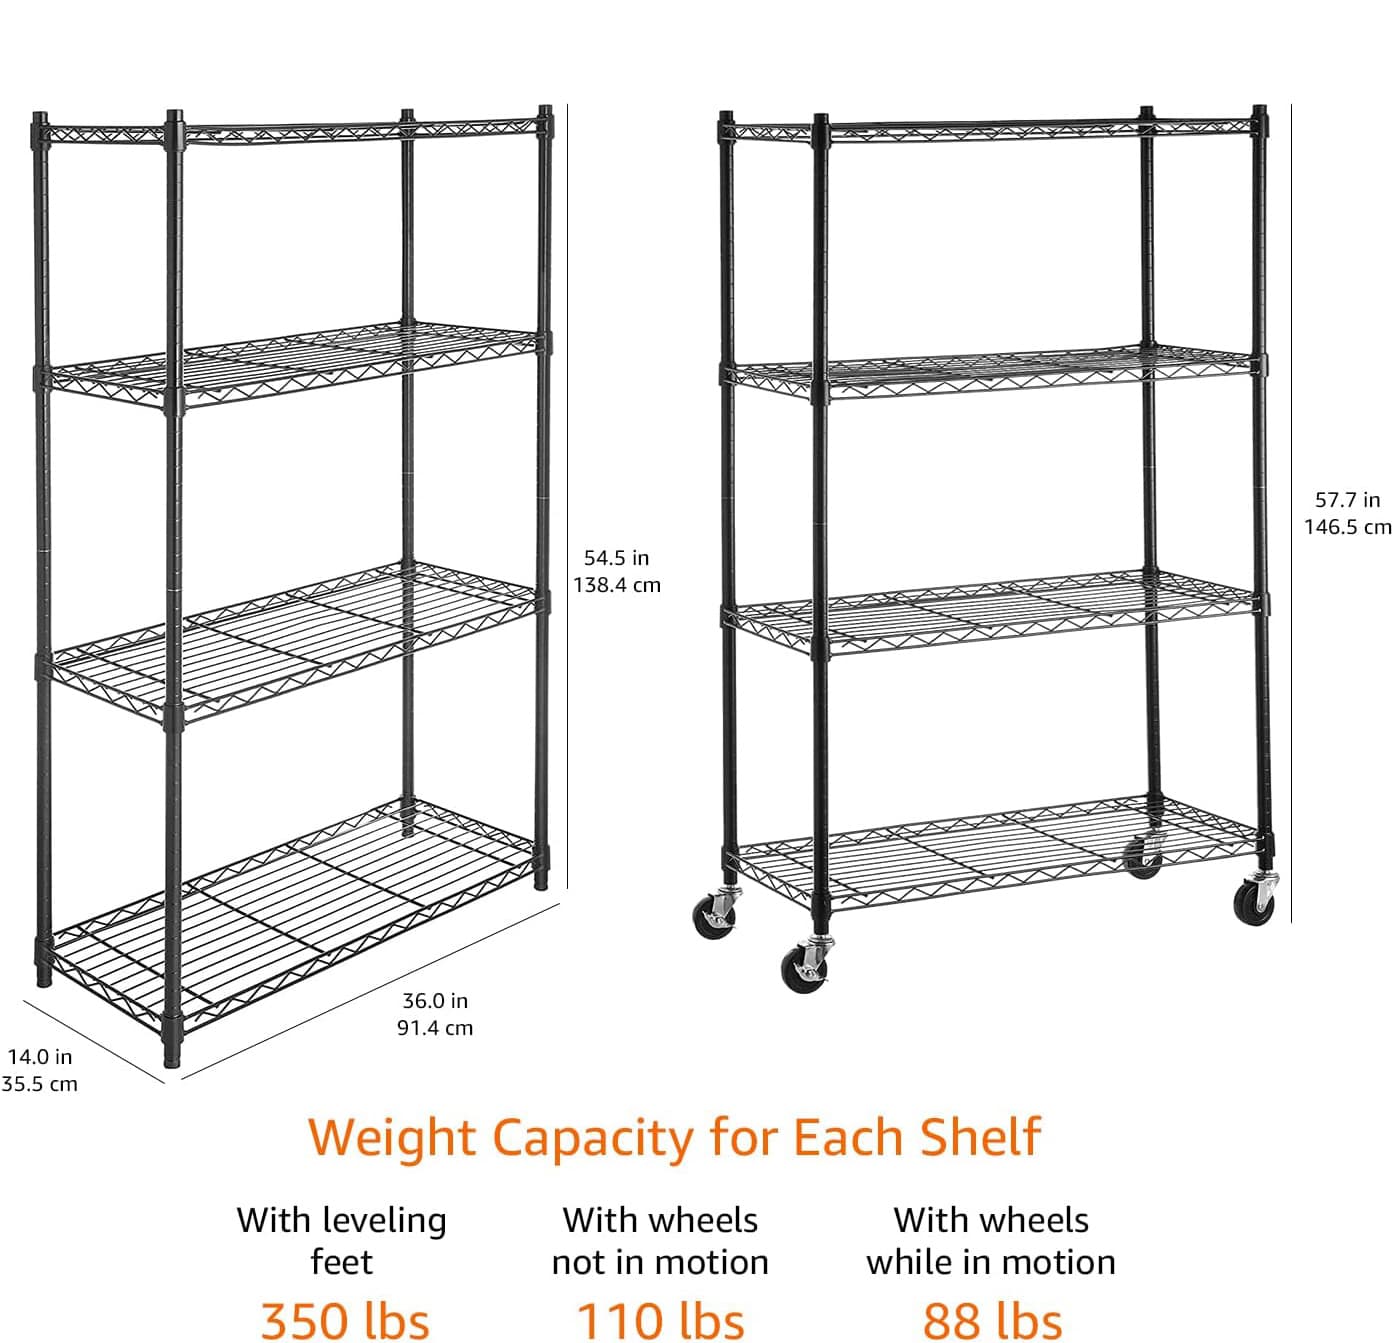 54.5 in
138.4 cm
57.7 in
146.5 cm
36.0 in
91.4 cm
14.0 in
35.5 cm
Weight Capacity for Each Shelf
With leveling
feet
350 lbs
With wheels
not in motion
110 lbs
With wheels
while in motion
88 lbs